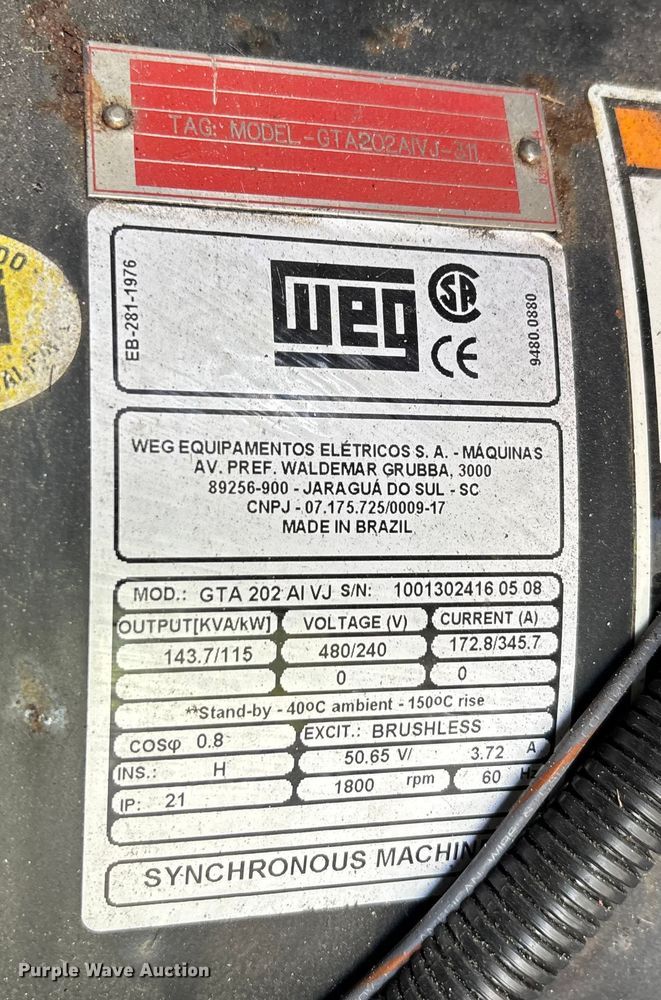 TAG: MODEL-GTA202AIVJ-311
EB-281-1976
weg
SA
CE
9480.0880
WEG EQUIPAMENTOS ELÉTRICOS S. A. - MÁQUINAS
AV. PREF. WALDEMAR GRUBBA, 3000
89256-900 - JARAGUÁ DO SUL - SC
CNPJ - 07.175.725/0009-17
MADE IN BRAZIL
MOD.: GTA 202 AI VJ S/N: 1001302416 05 08
OUTPUT[KVA/kW] VOLTAGE (V) CURRENT (A)
143.7/115 480/240 172.8/345.7
0 0
**Stand-by - 40ºC ambient - 150ºC rise
COSφ 0.8 EXCIT.: BRUSHLESS
50.65 V/ 3.72 A
INS.: H
1800 rpm 60 Hz
IP: 21
SYNCHRONOUS MACHIN
Purple Wave Auction